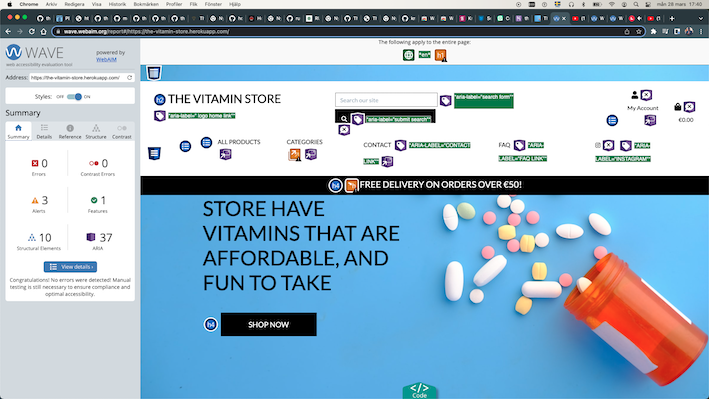 Chrome Arkiv Redigera Visa Historik Bokmärken Profiler Flik Fönster Hjälp
mån 28 mars 17:40
wave.webaim.org/report#/https://the-vitamin-store.herokuapp.com/
WAVE
web accessibility evaluation tool
powered by
WebAIM
Address: https://the-vitamin-store.herokuapp.com/
Styles: OFF ON
Summary
Summary Details Reference Structure Contrast
0 Errors
0 Contrast Errors
3 Alerts
1 Features
10 Structural Elements
37 ARIA
View details ›
Congratulations! No errors were detected! Manual
testing is still necessary to ensure compliance and
optimal accessibility.
The following apply to the entire page:
*en*
h1
h2 THE VITAMIN STORE
*aria-label=" logo home link"*
Search our site
*aria-label="search form"*
*aria-label="submit search"*
My Account
€0.00
ALL PRODUCTS
CATEGORIES
CONTACT *ARIA-LABEL="CONTACT
LINK"*
FAQ *ARIA-
LABEL="FAQ LINK"*
*ARIA-
LABEL="INSTAGRAM"*
h4 FREE DELIVERY ON ORDERS OVER €50!
STORE HAVE
VITAMINS THAT ARE
AFFORDABLE, AND
FUN TO TAKE
h4 SHOP NOW
</>
Code